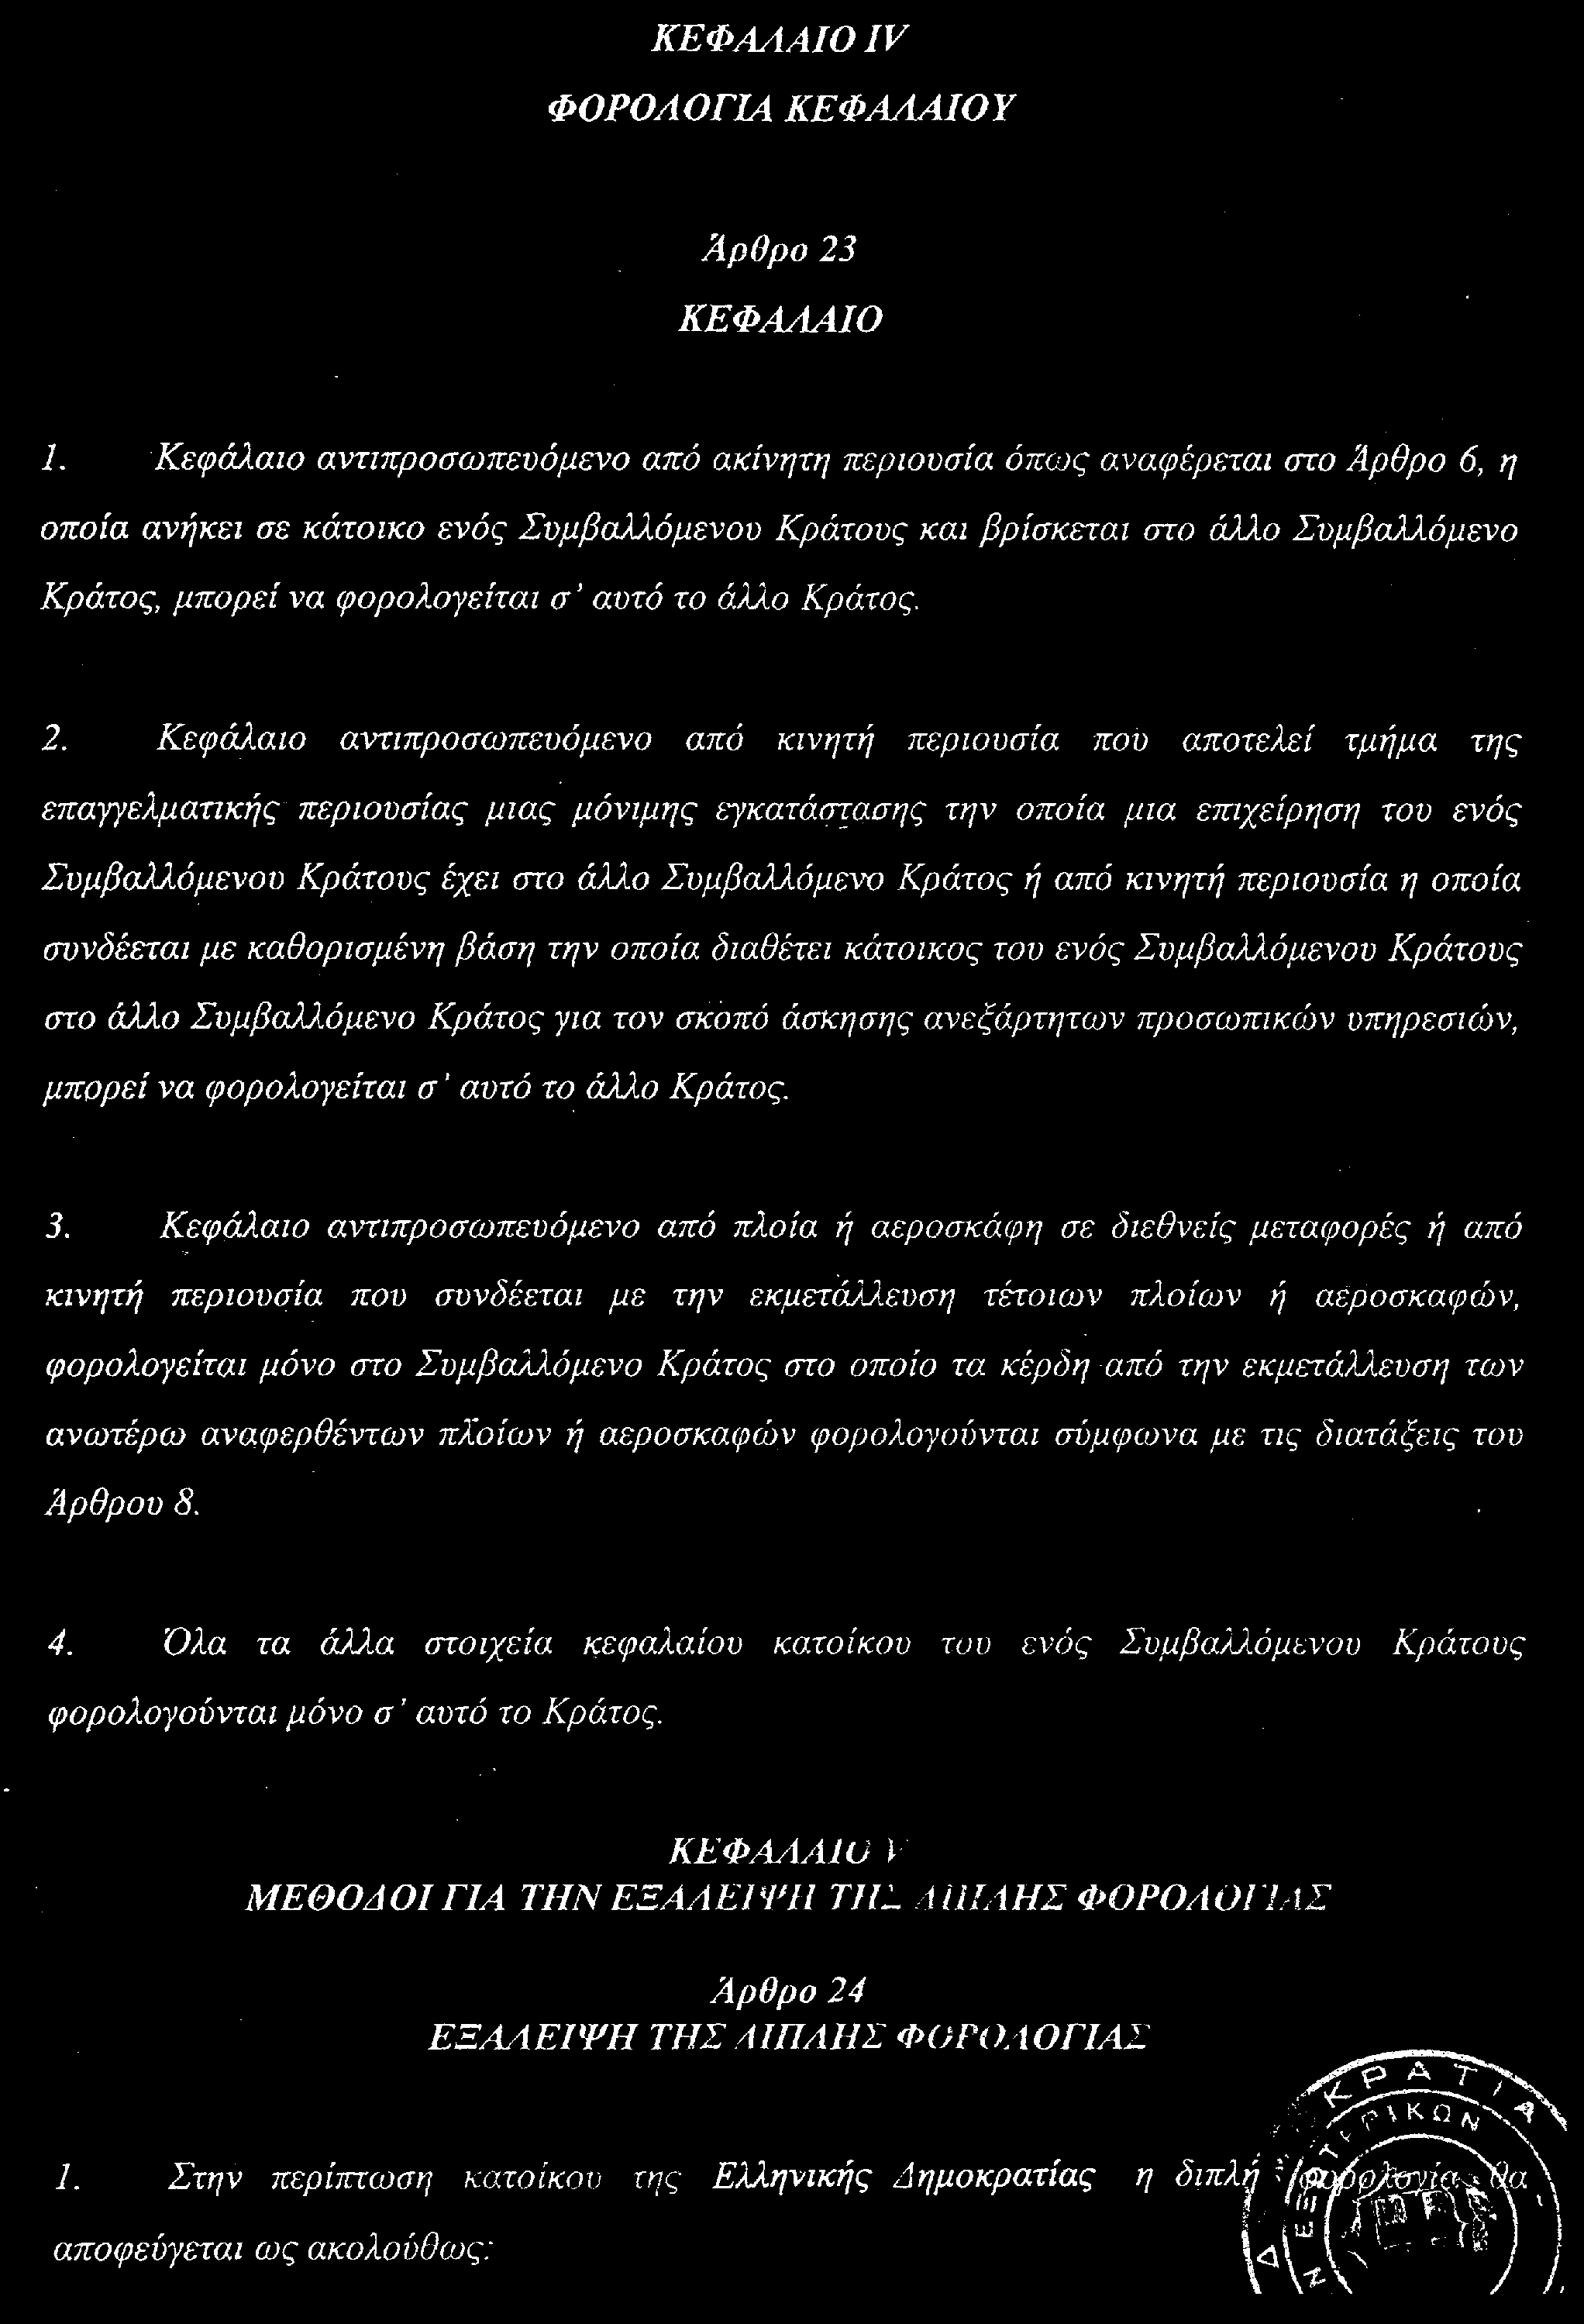 ΚΕΦΑΛΑΙΟ IV
ΦΟΡΟΛΟΓΙΑ ΚΕΦΑΛΑΙΟΥ
Άρθρο 23
ΚΕΦΑΛΑΙΟ
1. Κεφάλαιο αντιπροσωπευόμενο από ακίνητη περιουσία όπως αναφέρεται στο Άρθρο 6, η
οποία ανήκει σε κάτοικο ενός Συμβαλλόμενου Κράτους και βρίσκεται στο άλλο Συμβαλλόμενο
Κράτος, μπορεί να φορολογείται σ' αυτό το άλλο Κράτος.
2. Κεφάλαιο αντιπροσωπευόμενο από κινητή περιουσία που αποτελεί τμήμα της
επαγγελματικής περιουσίας μιας μόνιμης εγκατάστασης την οποία μια επιχείρηση του ενός
Συμβαλλόμενου Κράτους έχει στο άλλο Συμβαλλόμενο Κράτος ή από κινητή περιουσία η οποία
συνδέεται με καθορισμένη βάση την οποία διαθέτει κάτοικος του ενός Συμβαλλόμενου Κράτους
στο άλλο Συμβαλλόμενο Κράτος για τον σκοπό άσκησης ανεξάρτητων προσωπικών υπηρεσιών,
μπορεί να φορολογείται σ' αυτό το άλλο Κράτος.
3. Κεφάλαιο αντιπροσωπευόμενο από πλοία ή αεροσκάφη σε διεθνείς μεταφορές ή από
κινητή περιουσία που συνδέεται με την εκμετάλλευση τέτοιων πλοίων ή αεροσκαφών,
φορολογείται μόνο στο Συμβαλλόμενο Κράτος στο οποίο τα κέρδη από την εκμετάλλευση των
ανωτέρω αναφερθέντων πλοίων ή αεροσκαφών φορολογούνται σύμφωνα με τις διατάξεις του
Άρθρου 8.
4. Όλα τα άλλα στοιχεία κεφαλαίου κατοίκου του ενός Συμβαλλόμενου Κράτους
φορολογούνται μόνο σ' αυτό το Κράτος.
ΚΕΦΑΛΑΙΟ V
ΜΕΘΟΔΟΙ ΓΙΑ ΤΗΝ ΕΞΑΛΕΙΨΗ ΤΗΣ ΔΙΠΛΗΣ ΦΟΡΟΛΟΓΙΑΣ
Άρθρο 24
ΕΞΑΛΕΙΨΗ ΤΗΣ ΔΙΠΛΗΣ ΦΟΡΟΛΟΓΙΑΣ
1. Στην περίπτωση κατοίκου της Ελληνικής Δημοκρατίας η διπλή φορολογία θα
αποφεύγεται ως ακολούθως: